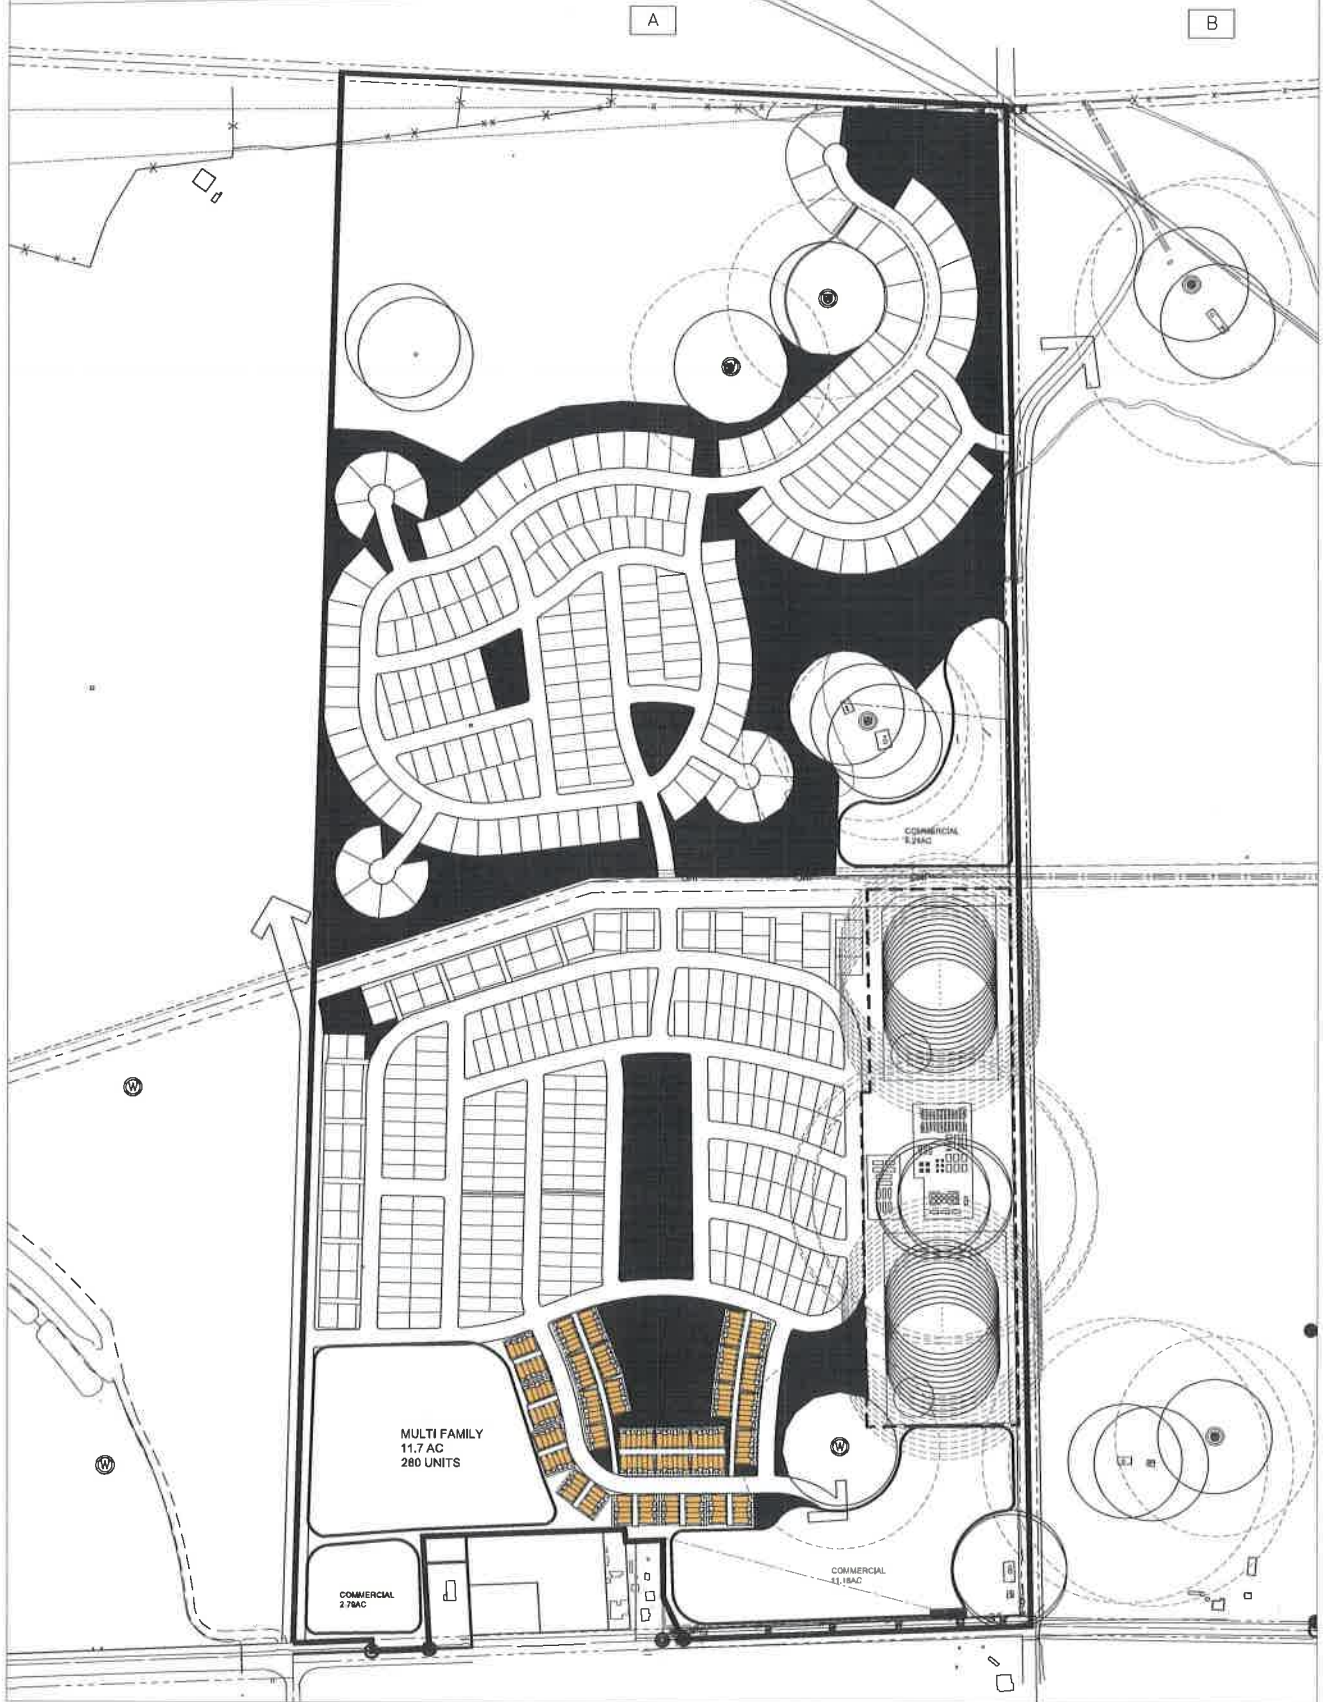 A
B
COMMERCIAL
W
MULTI FAMILY
11.7 AC
280 UNITS
W
W
COMMERCIAL
11.18AC
COMMERCIAL
2.79AC